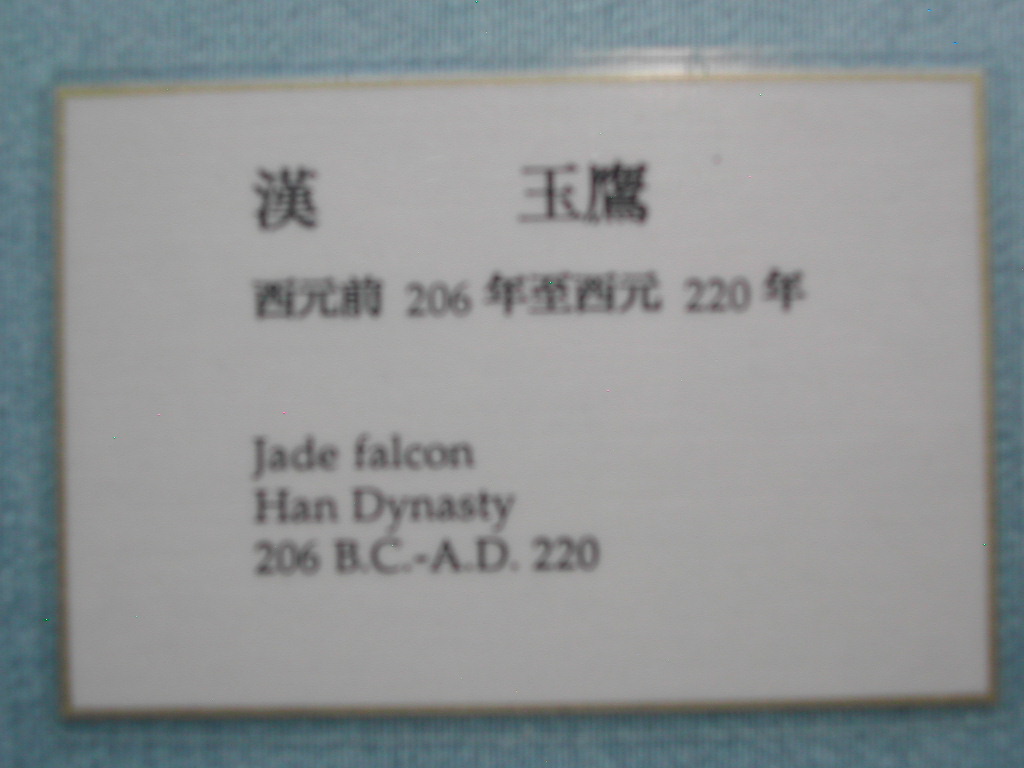 漢 玉鷹
西元前 206 年至西元 220 年
Jade falcon
Han Dynasty
206 B.C.-A.D. 220